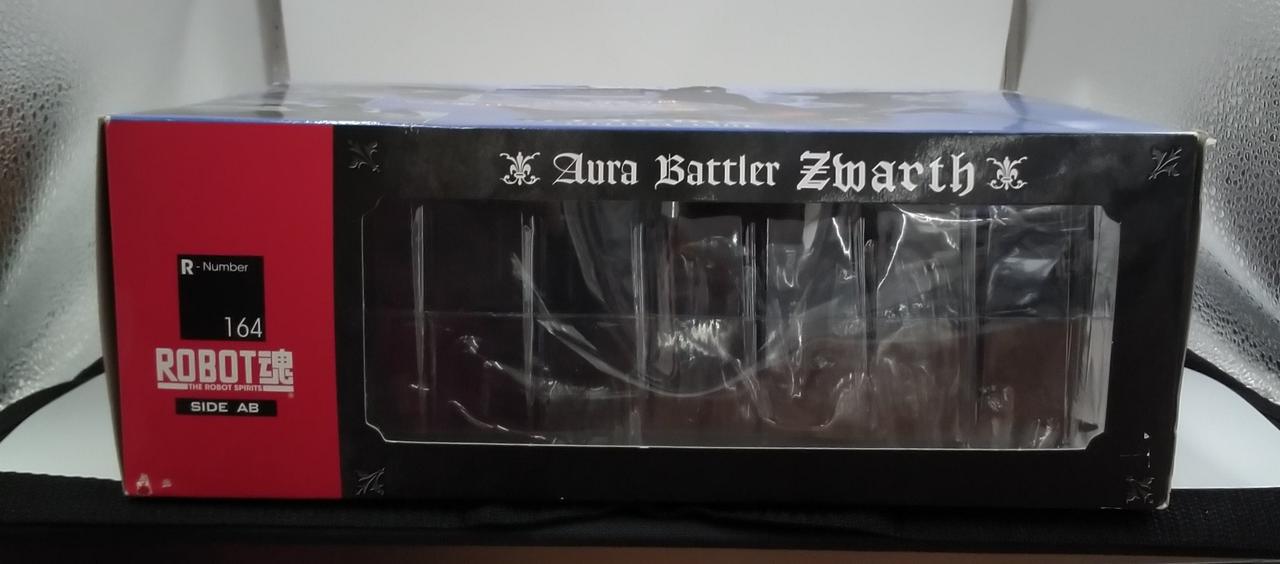 Aura Battler Zwarth
R - Number
164
ROBOT魂
THE ROBOT SPIRITS
SIDE AB